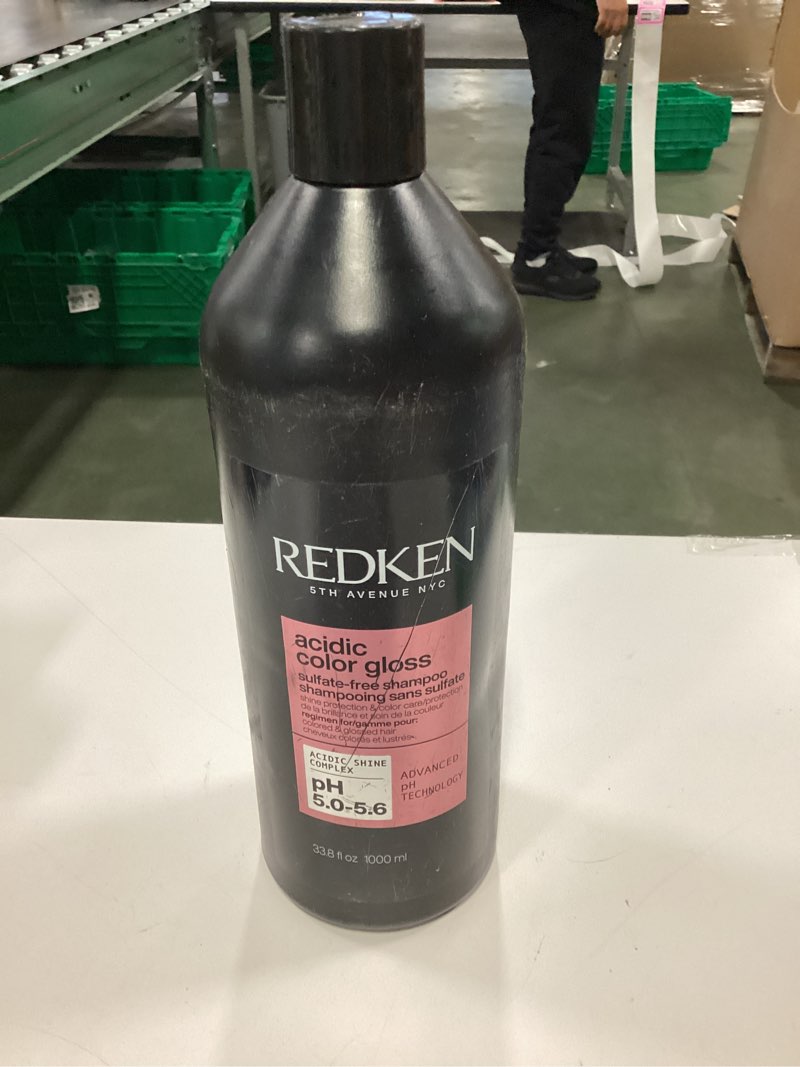 REDKEN
5TH AVENUE NYC
acidic
color gloss
sulfate-free shampoo
shampooing sans sulfate
shine protection & color care/protection
de la brillance et soin de la couleur
regimen for/gamme pour:
colored & glossed hair
cheveux colorés et lustrés
ACIDIC SHINE
COMPLEX
pH
5.0-5.6
ADVANCED
pH
TECHNOLOGY
33.8 fl oz 1000 ml